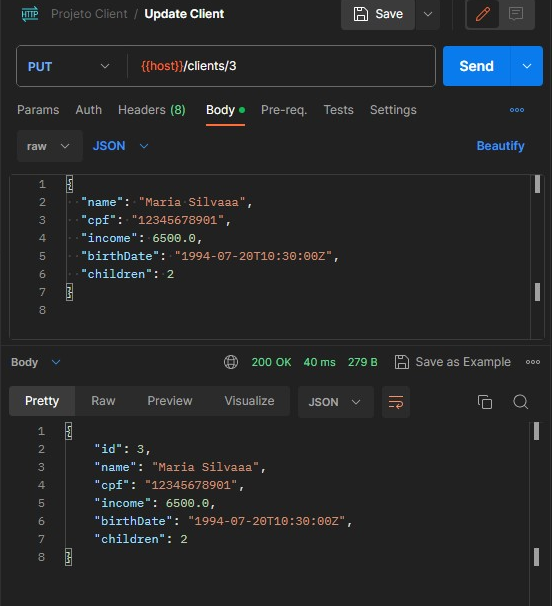 HTTP Projeto Client / Update Client Save
PUT {{host}}/clients/3 Send
Params Auth Headers (8) Body Pre-req. Tests Settings
raw JSON Beautify
1 {
2 "name": "Maria Silvaaa",
3 "cpf": "12345678901",
4 "income": 6500.0,
5 "birthDate": "1994-07-20T10:30:00Z",
6 "children": 2
7 }
8
Body 200 OK 40 ms 279 B Save as Example
Pretty Raw Preview Visualize JSON
1 {
2 "id": 3,
3 "name": "Maria Silvaaa",
4 "cpf": "12345678901",
5 "income": 6500.0,
6 "birthDate": "1994-07-20T10:30:00Z",
7 "children": 2
8 }